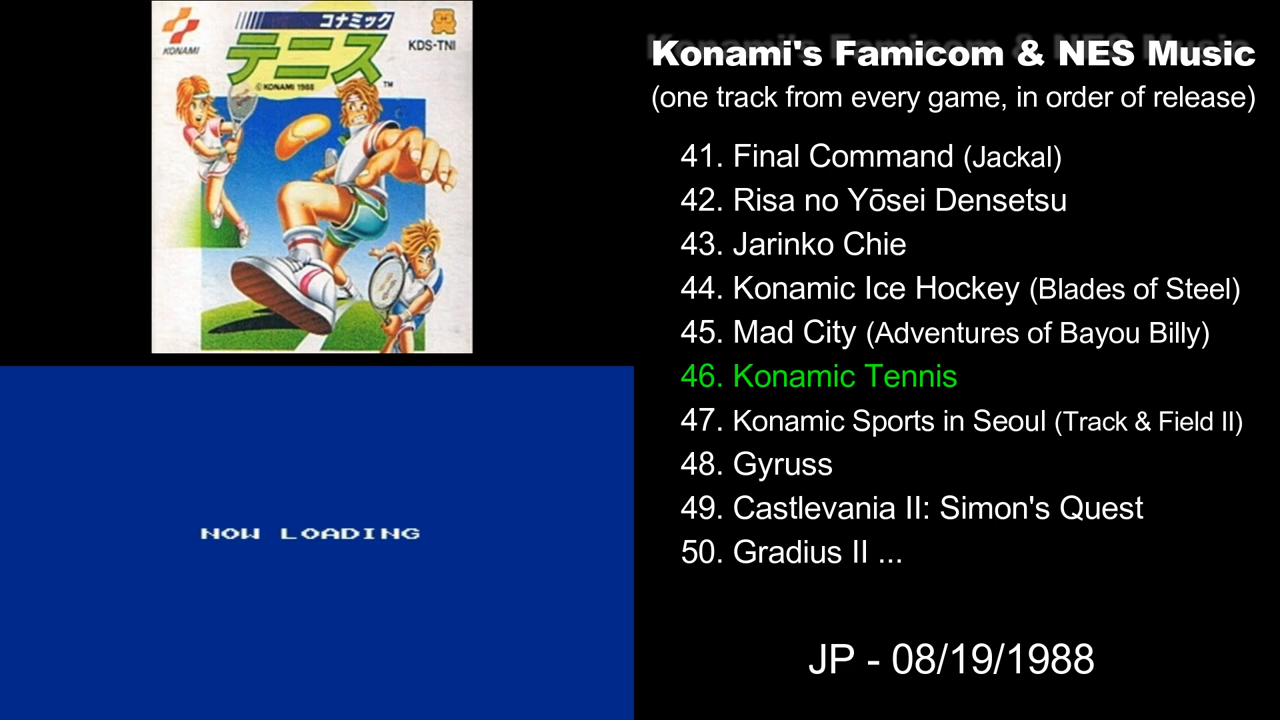 KONAMI
コナミック
テニス
KDS-TNI
©KONAMI 1988
TM
NOW LOADING
Konami's Famicom & NES Music
(one track from every game, in order of release)
41. Final Command (Jackal)
42. Risa no Yōsei Densetsu
43. Jarinko Chie
44. Konamic Ice Hockey (Blades of Steel)
45. Mad City (Adventures of Bayou Billy)
46. Konamic Tennis
47. Konamic Sports in Seoul (Track & Field II)
48. Gyruss
49. Castlevania II: Simon's Quest
50. Gradius II ...
JP - 08/19/1988